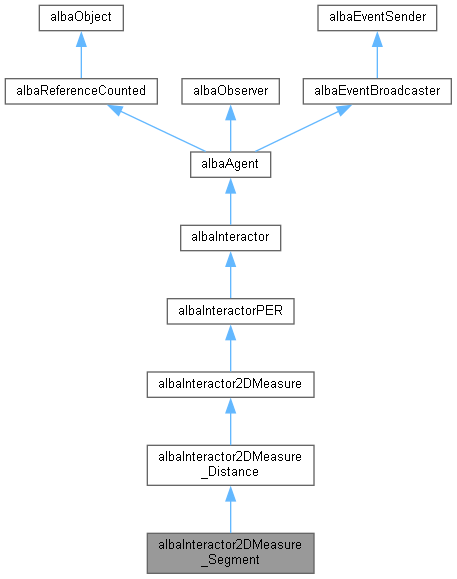 albaObject
albaEventSender
albaReferenceCounted
albaObserver
albaEventBroadcaster
albaAgent
albaInteractor
albaInteractorPER
albaInteractor2DMeasure
albaInteractor2DMeasure
_Distance
albaInteractor2DMeasure
_Segment